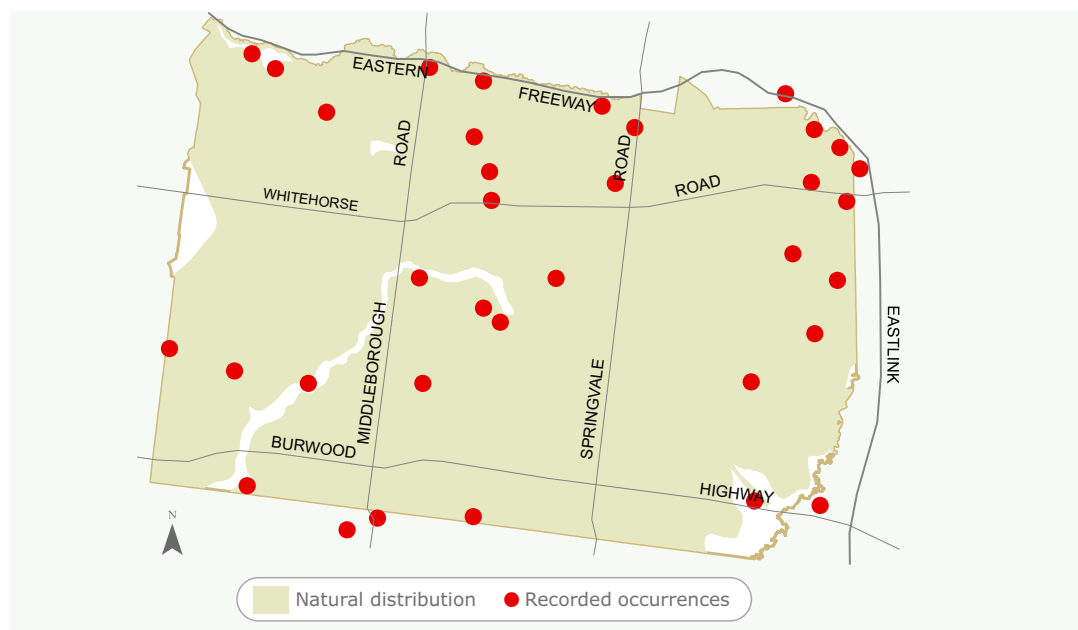 EASTERN
FREEWAY
ROAD
ROAD
WHITEHORSE
ROAD
MIDDLEBOROUGH
EASTLINK
SPRINGVALE
BURWOOD
HIGHWAY
N
Natural distribution
Recorded occurrences